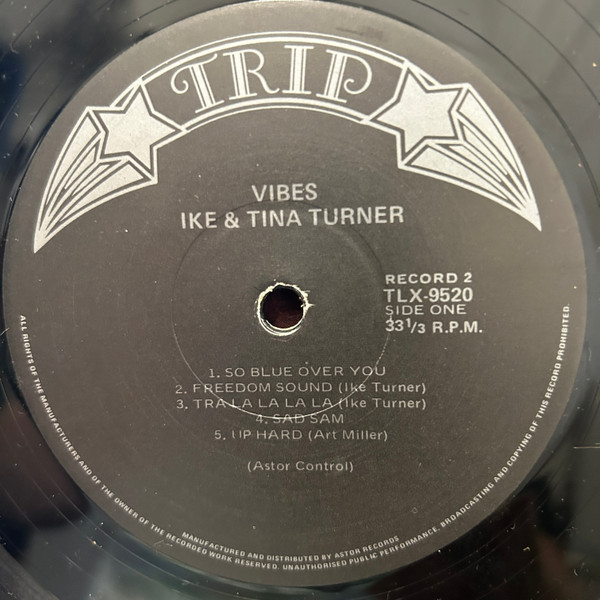 TRIP
VIBES
IKE & TINA TURNER
RECORD 2
TLX-9520
SIDE ONE
33 1/3 R.P.M.
1. SO BLUE OVER YOU
2. FREEDOM SOUND (Ike Turner)
3. TRA LA LA LA LA (Ike Turner)
4. SAD SAM
5. UP HARD (Art Miller)
(Astor Control)
MANUFACTURED AND DISTRIBUTED BY ASTOR RECORDS
ALL RIGHTS OF THE MANUFACTURERS AND OF THE OWNER OF THE RECORDED WORK RESERVED. UNAUTHORISED PUBLIC PERFORMANCE, BROADCASTING AND COPYING OF THIS RECORD PROHIBITED.